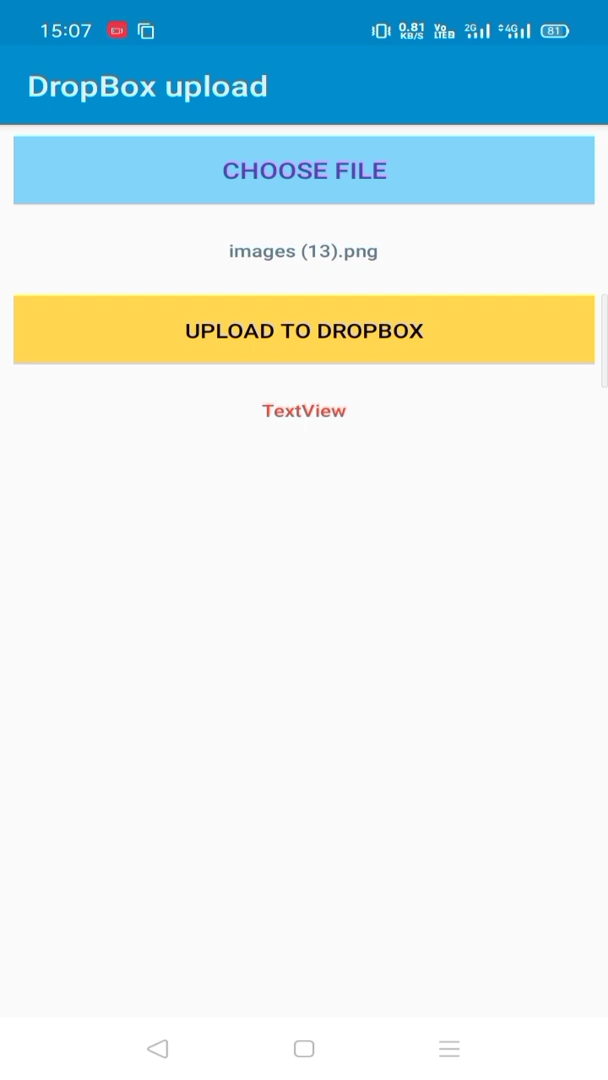 15:07
0.81 KB/S
Vo LTE
2G
4G
81
DropBox upload
CHOOSE FILE
images (13).png
UPLOAD TO DROPBOX
TextView